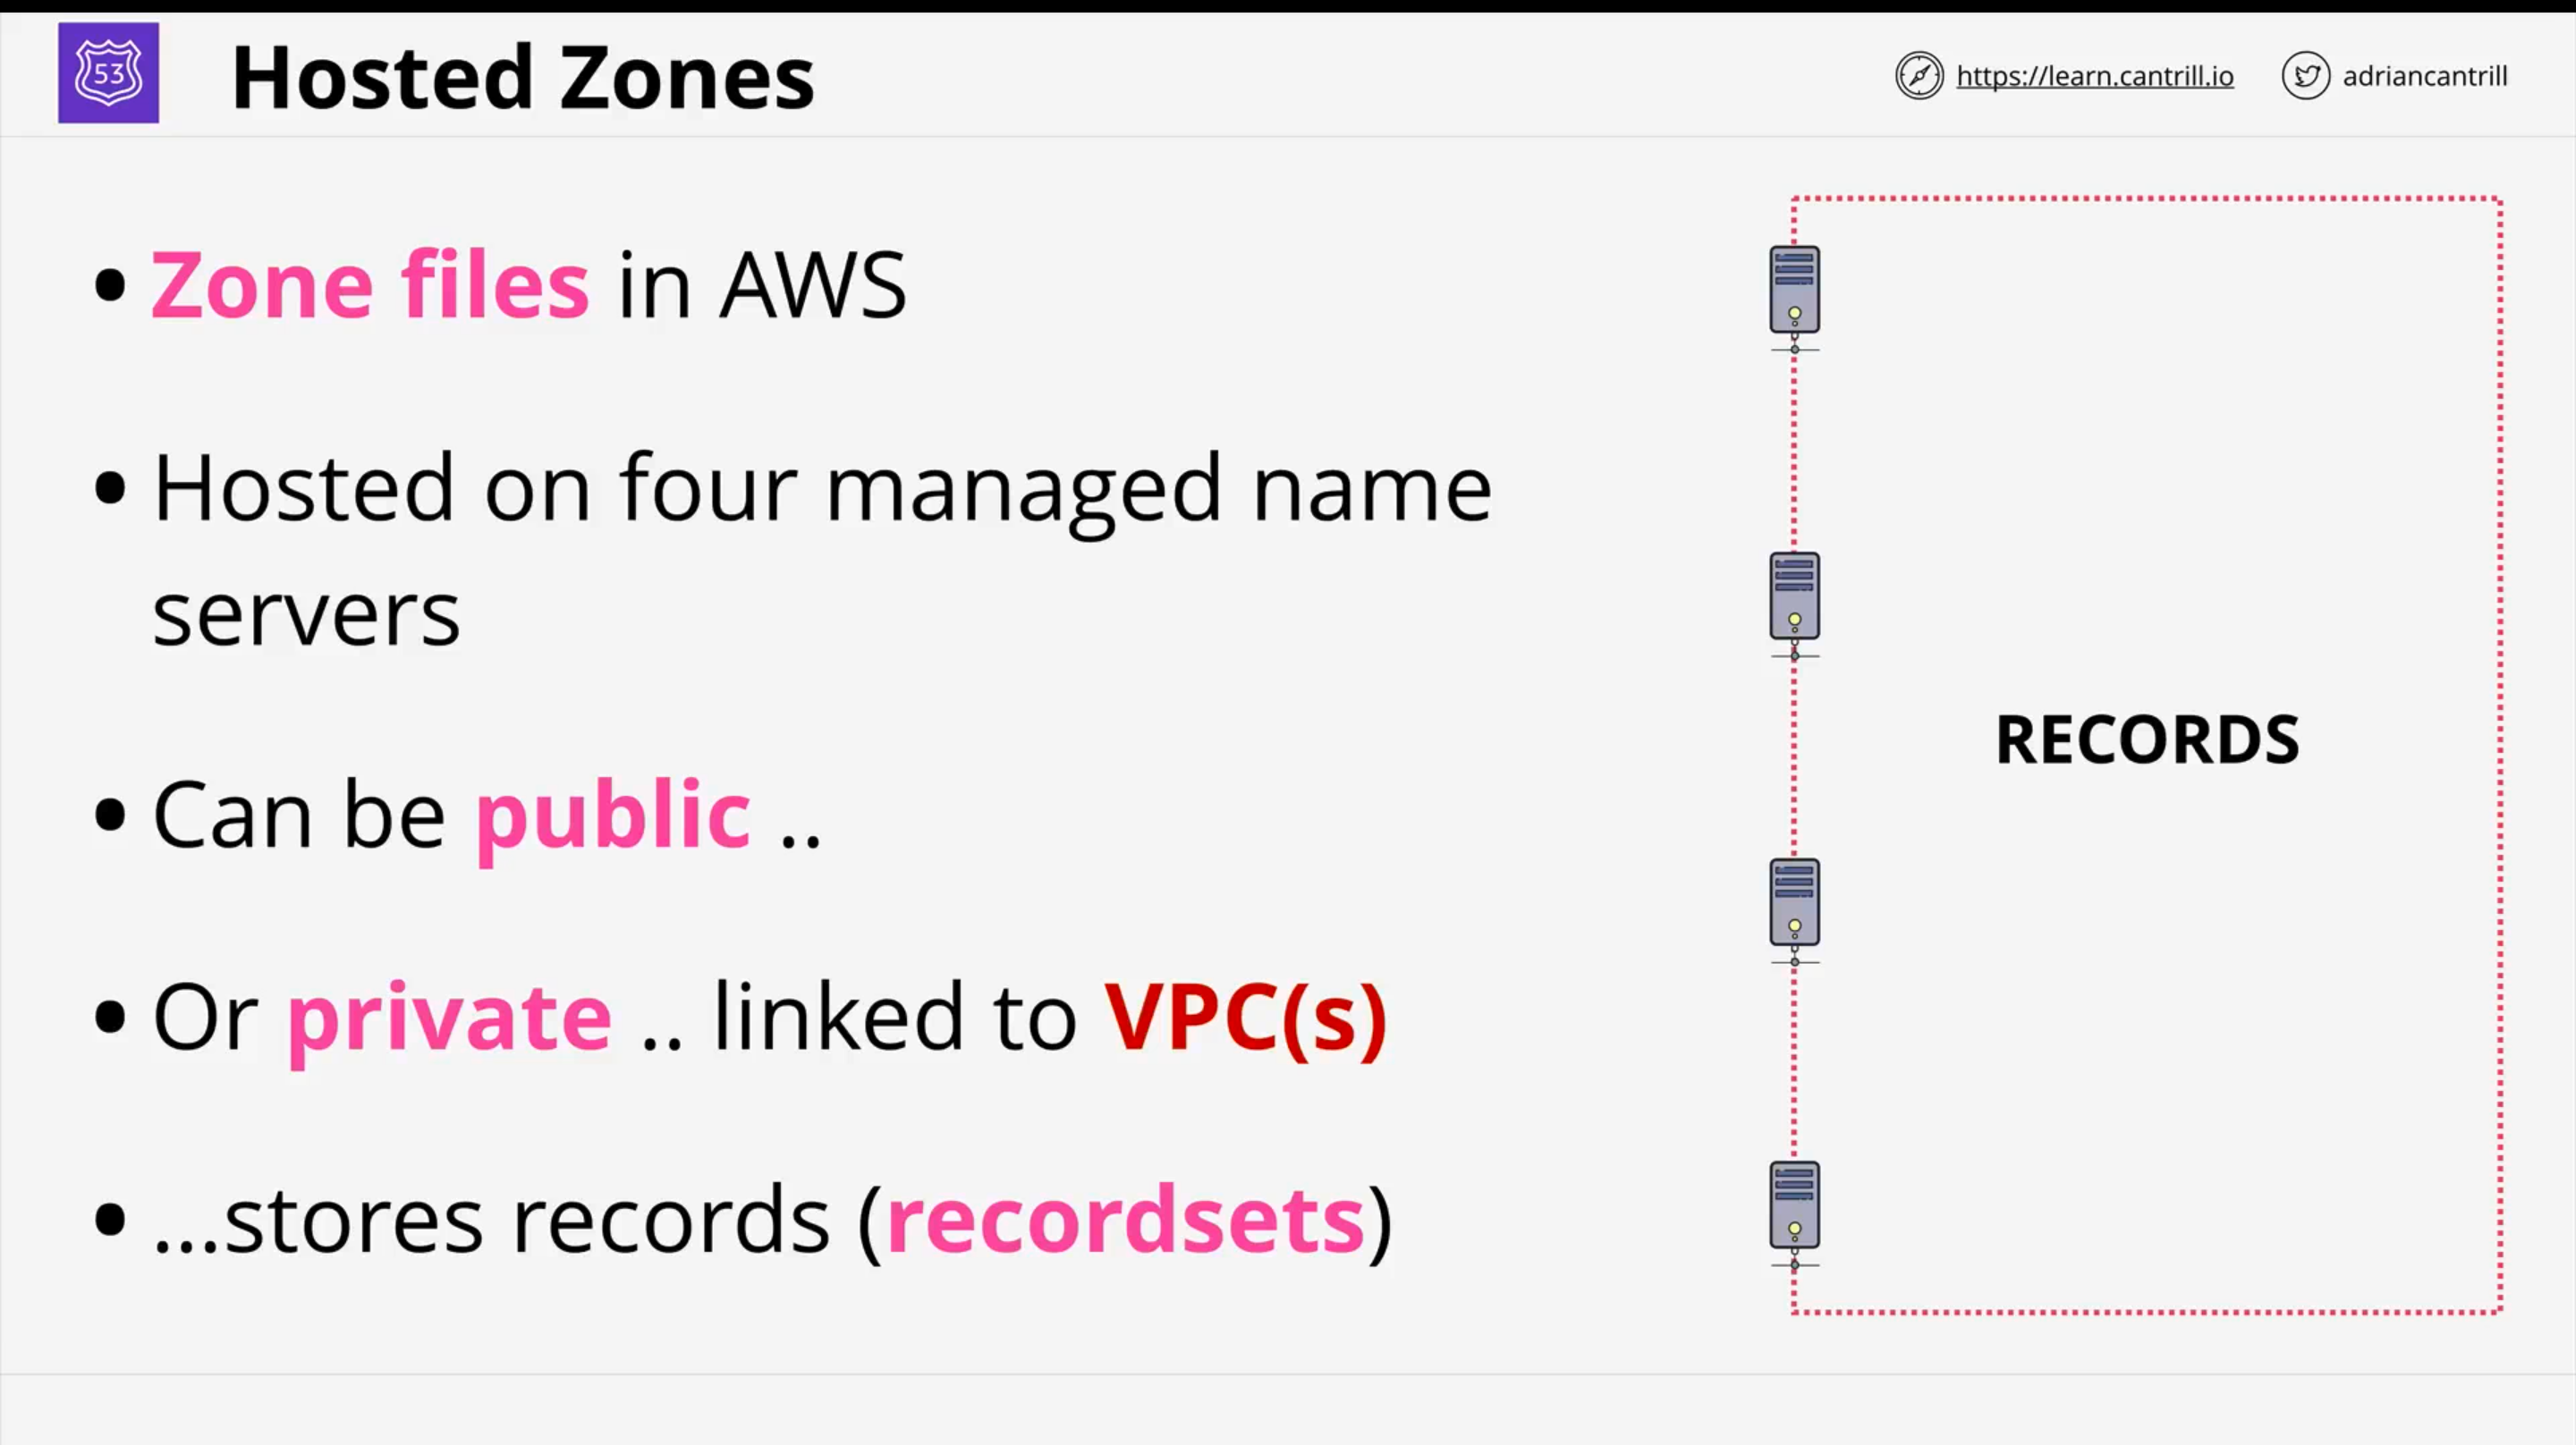 53
Hosted Zones
https://learn.cantrill.io
adriancantrill
• Zone files in AWS
• Hosted on four managed name
servers
• Can be public ..
• Or private .. linked to VPC(s)
• ...stores records (recordsets)
RECORDS